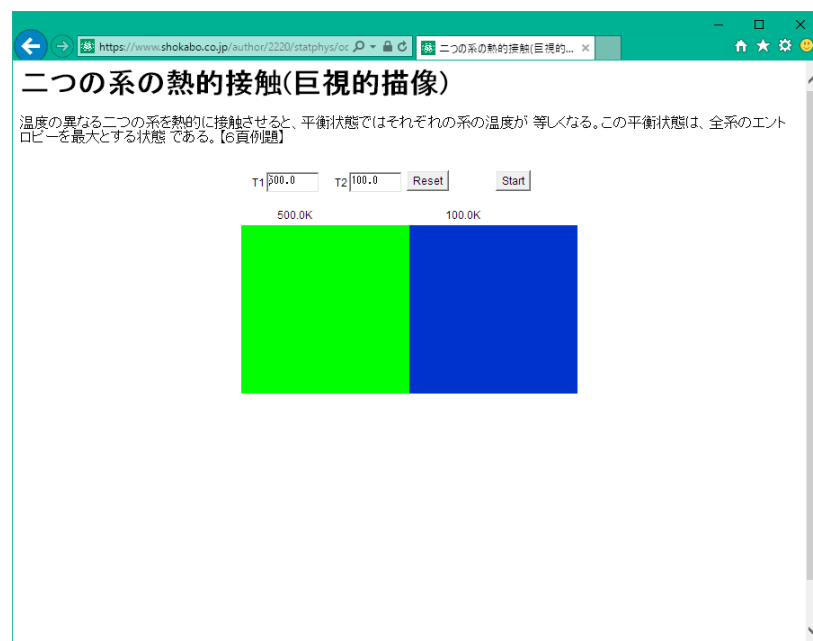 https://www.shokabo.co.jp/author/2220/statphys/oc
二つの系の熱的接触(巨視的... ×
二つの系の熱的接触(巨視的描像)
温度の異なる二つの系を熱的に接触させると、平衡状態ではそれぞれの系の温度が 等しくなる。この平衡状態は、全系のエント
ロピーを最大とする状態 である。【6頁例題】
T1 500.0 T2 100.0 Reset Start
500.0K 100.0K